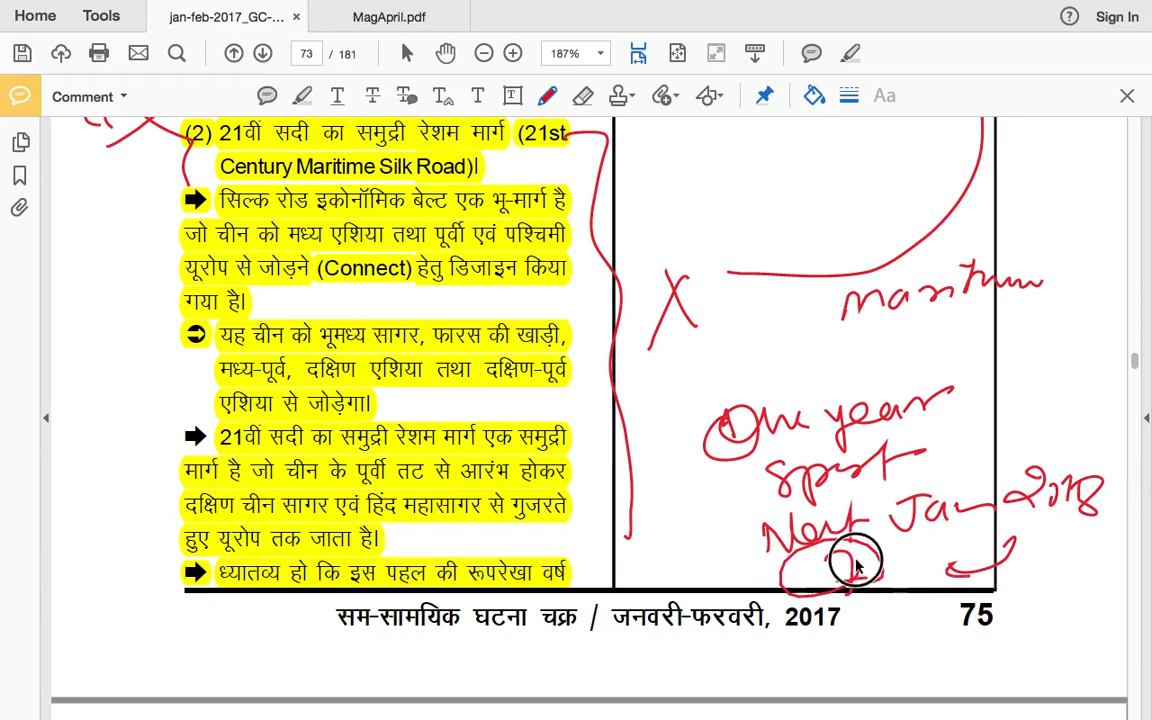 Home Tools jan-feb-2017_GC-... × MagApril.pdf ? Sign In
73 / 181 187%
Comment Aa
(2) 21वीं सदी का समुद्री रेशम मार्ग (21st
Century Maritime Silk Road)।
सिल्क रोड इकोनॉमिक बेल्ट एक भू-मार्ग है
जो चीन को मध्य एशिया तथा पूर्वी एवं पश्चिमी
यूरोप से जोड़ने (Connect) हेतु डिजाइन किया
गया है।
यह चीन को भूमध्य सागर, फारस की खाड़ी,
मध्य-पूर्व, दक्षिण एशिया तथा दक्षिण-पूर्व
एशिया से जोड़ेगा।
21वीं सदी का समुद्री रेशम मार्ग एक समुद्री
मार्ग है जो चीन के पूर्वी तट से आरंभ होकर
दक्षिण चीन सागर एवं हिंद महासागर से गुजरते
हुए यूरोप तक जाता है।
ध्यातव्य हो कि इस पहल की रूपरेखा वर्ष
X
One year
Next Jan 2018
सम-सामयिक घटना चक्र / जनवरी-फरवरी, 2017 75